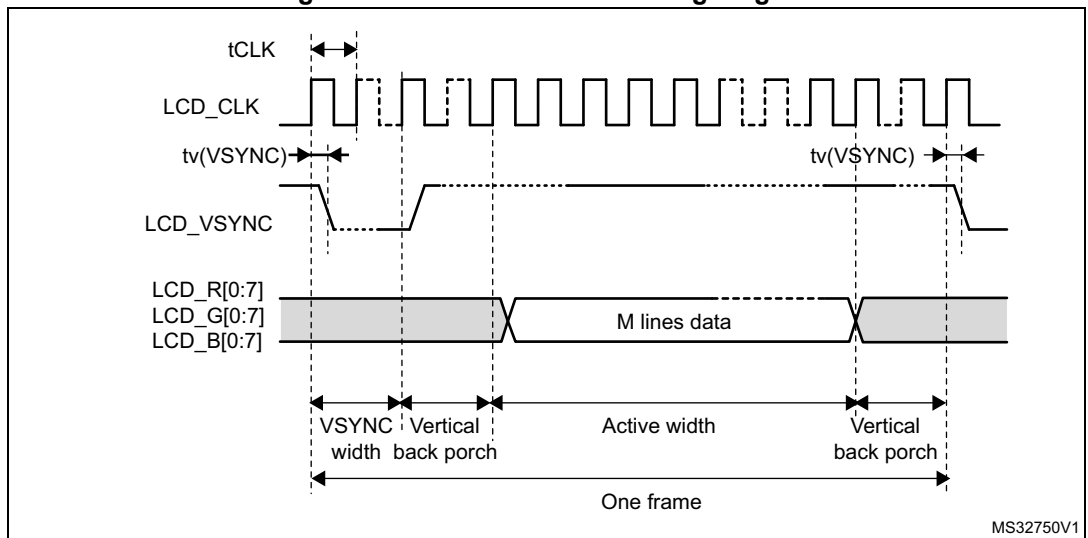 tCLK
LCD_CLK
tv(VSYNC)
tv(VSYNC)
LCD_VSYNC
LCD_R[0:7]
LCD_G[0:7]
LCD_B[0:7]
M lines data
VSYNC width
Vertical back porch
Active width
Vertical back porch
One frame
MS32750V1